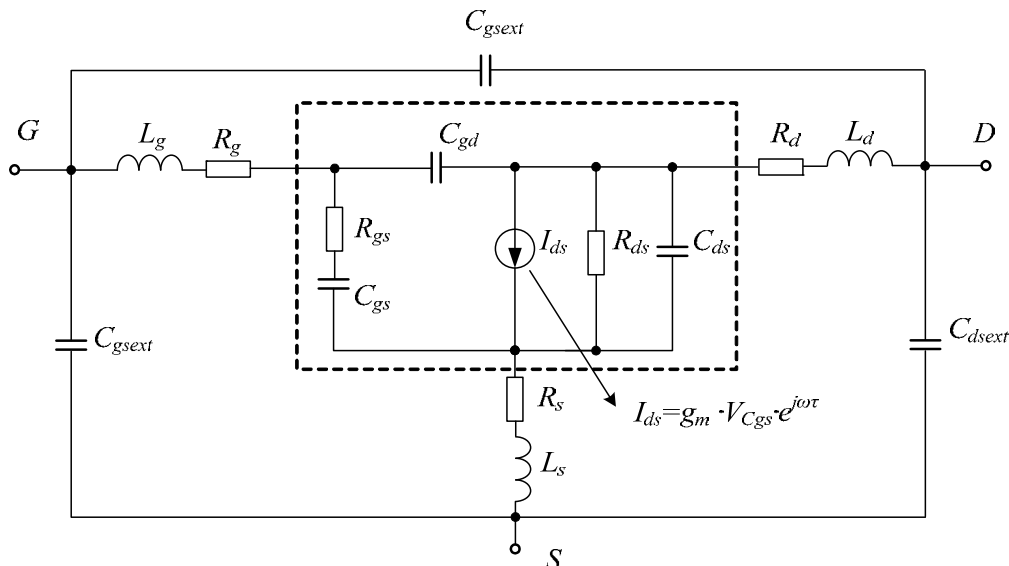 C_gsext
G
L_g
R_g
C_gd
R_d
L_d
D
R_gs
I_ds
R_ds
C_ds
C_gs
C_gsext
C_dsext
R_s
I_ds=g_m ·V_Cgs·e^jωτ
L_s
S